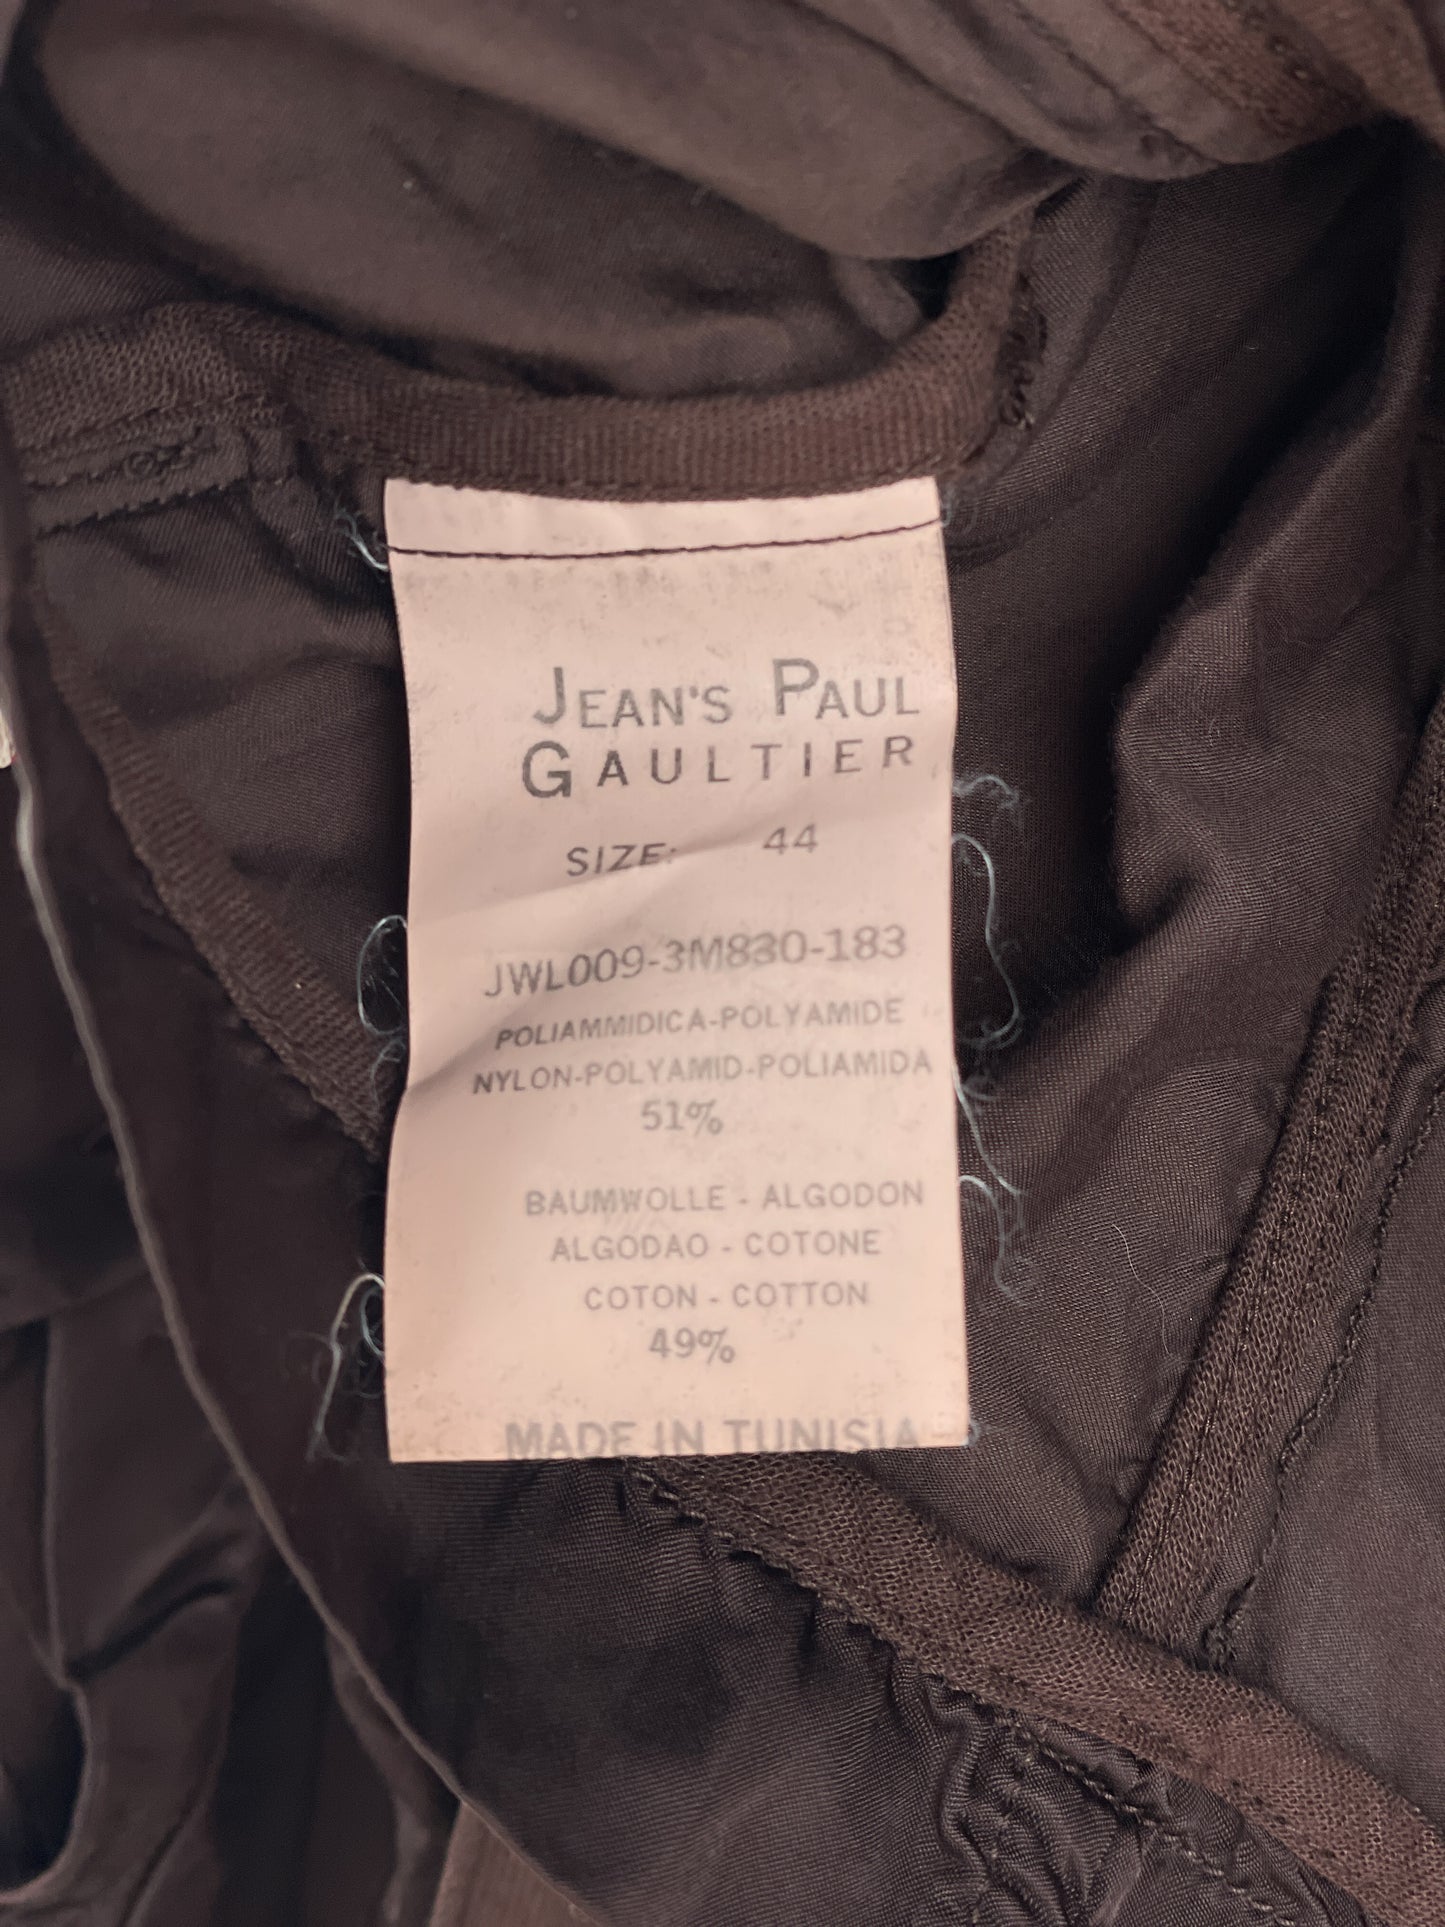 JEAN'S PAUL
GAULTIER
SIZE: 44
JWL009-3M830-183
POLIAMMIDICA-POLYAMIDE
NYLON-POLYAMID-POLIAMIDA
51%
BAUMWOLLE - ALGODON
ALGODAO - COTONE
COTON - COTTON
49%
MADE IN TUNISIA